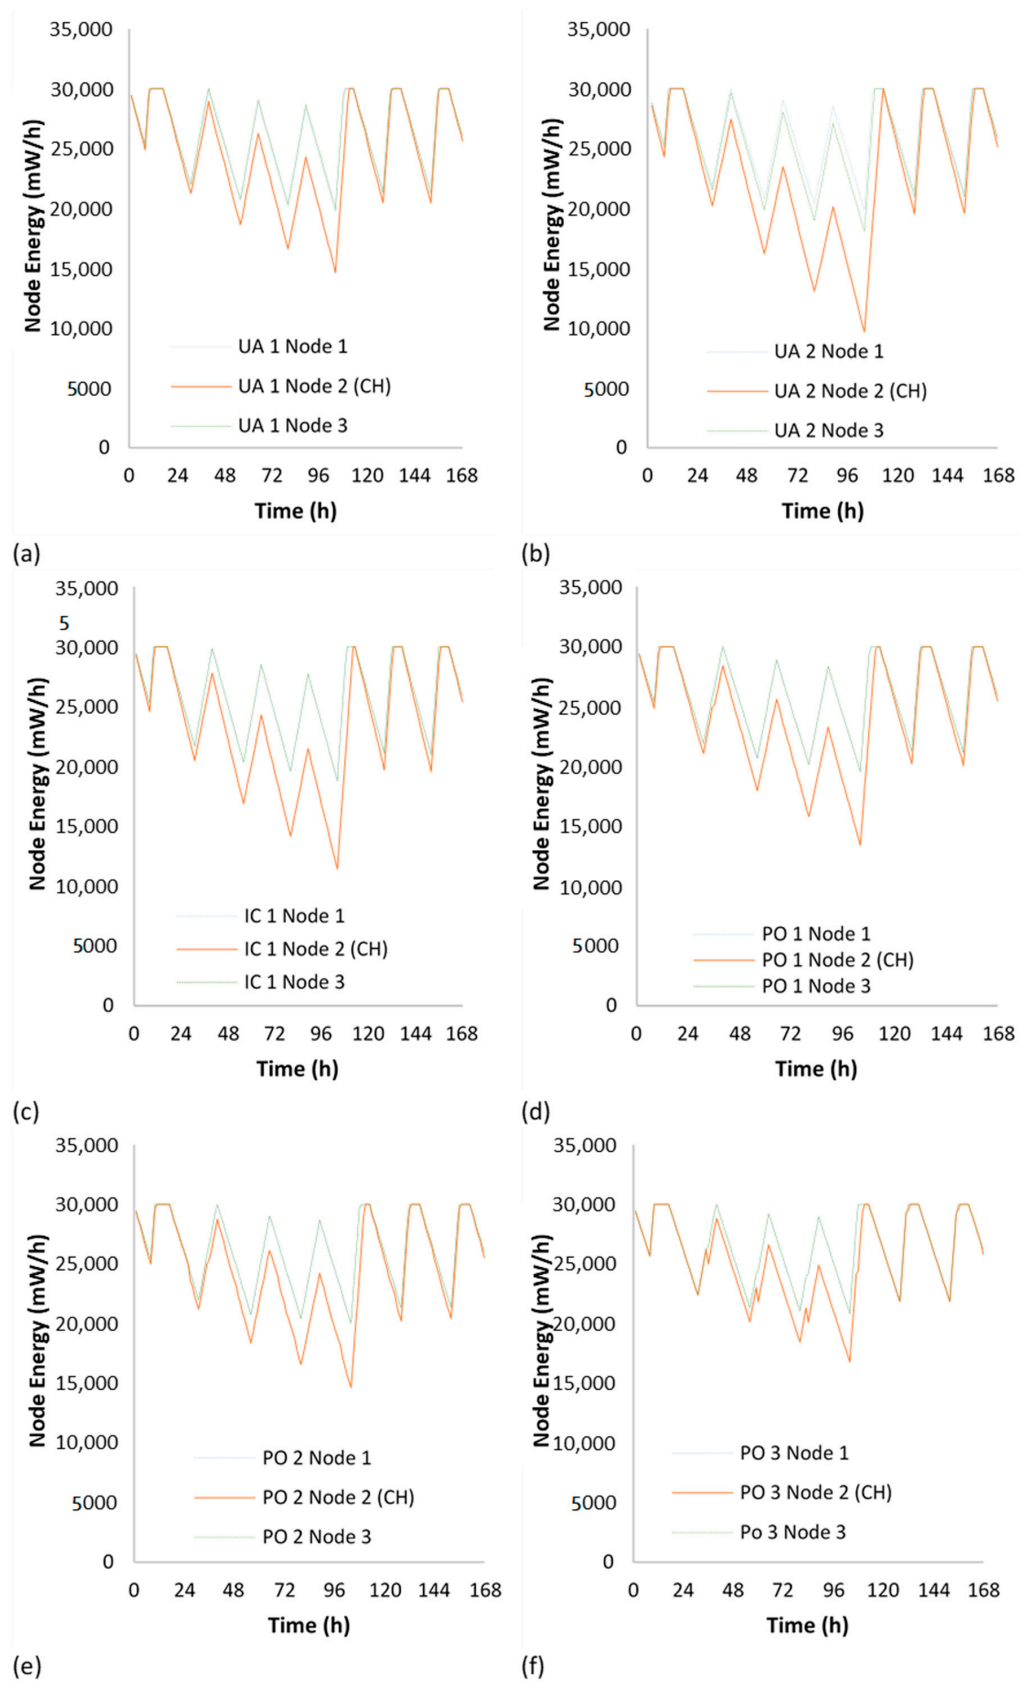 35,000
30,000
25,000
20,000
15,000
10,000
5000
0
Node Energy (mW/h)
UA 1 Node 1
UA 1 Node 2 (CH)
UA 1 Node 3
0 24 48 72 96 120 144 168
Time (h)
(a)
35,000
30,000
25,000
20,000
15,000
10,000
5000
0
Node Energy (mW/h)
UA 2 Node 1
UA 2 Node 2 (CH)
UA 2 Node 3
0 24 48 72 96 120 144 168
Time (h)
(b)
35,000
5
30,000
25,000
20,000
15,000
10,000
5000
0
Node Energy (mW/h)
IC 1 Node 1
IC 1 Node 2 (CH)
IC 1 Node 3
0 24 48 72 96 120 144 168
Time (h)
(c)
35,000
30,000
25,000
20,000
15,000
10,000
5000
0
Node Energy (mW/h)
PO 1 Node 1
PO 1 Node 2 (CH)
PO 1 Node 3
0 24 48 72 96 120 144 168
Time (h)
(d)
35,000
30,000
25,000
20,000
15,000
10,000
5000
0
Node Energy (mW/h)
PO 2 Node 1
PO 2 Node 2 (CH)
PO 2 Node 3
0 24 48 72 96 120 144 168
Time (h)
(e)
35,000
30,000
25,000
20,000
15,000
10,000
5000
0
Node Energy (mW/h)
PO 3 Node 1
PO 3 Node 2 (CH)
Po 3 Node 3
0 24 48 72 96 120 144 168
Time (h)
(f)